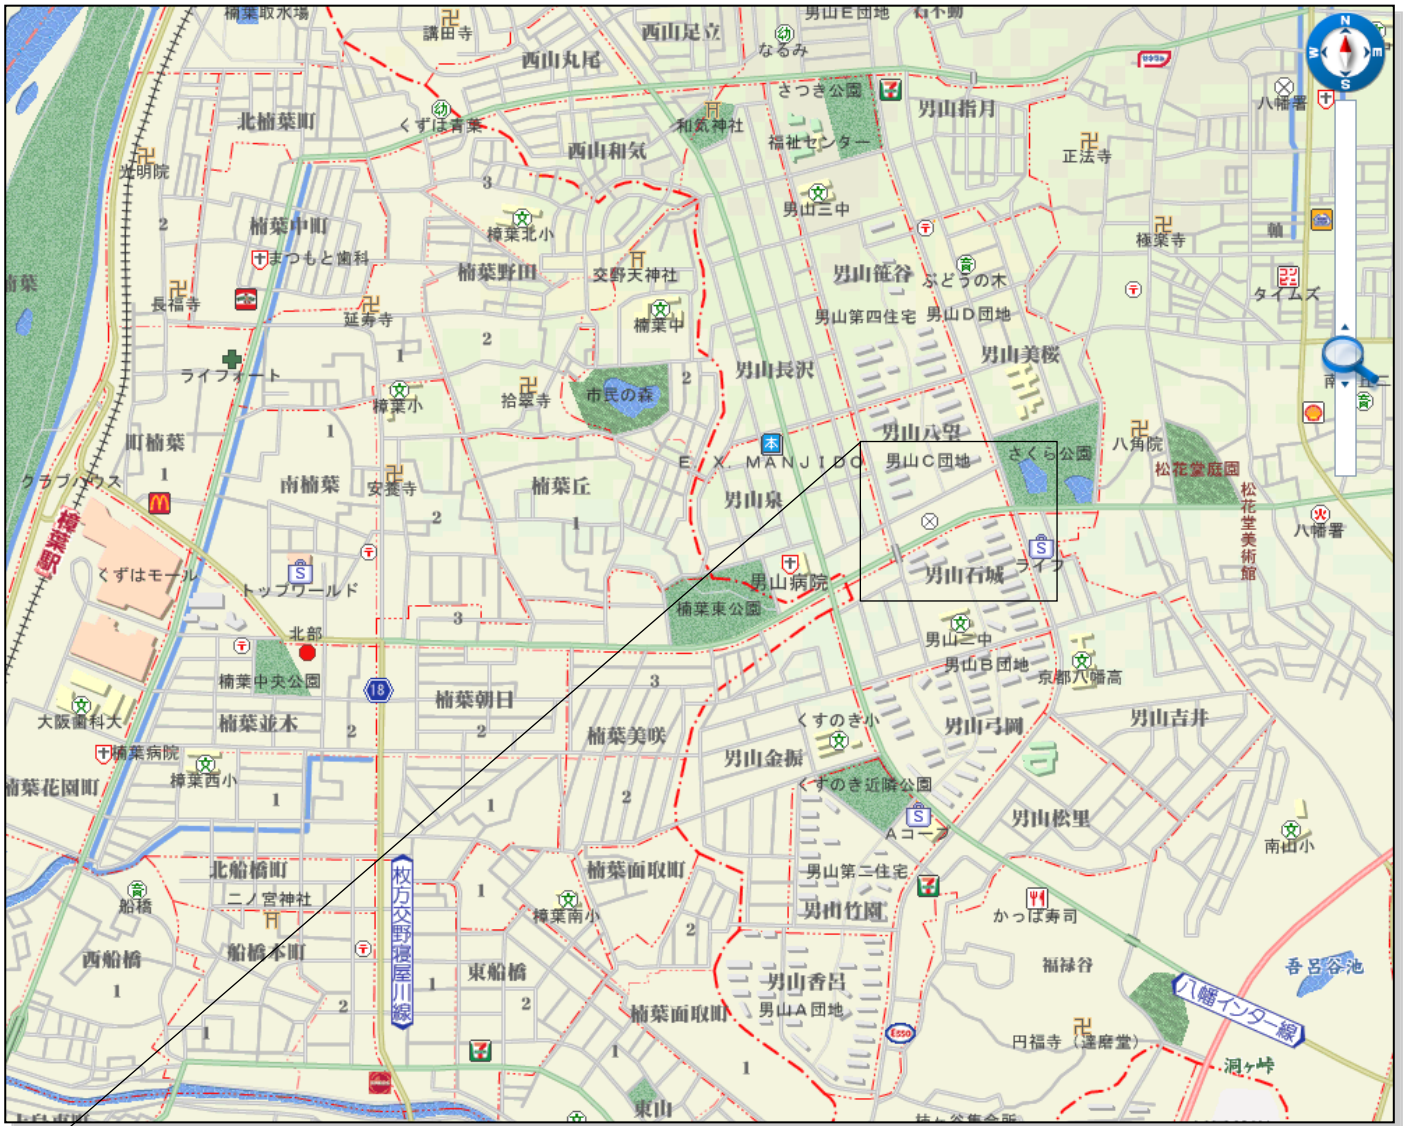 楠葉取水場
講田寺
西山足立
男山E団地
石不動
なるみ
西山丸尾
さつき公園
北楠葉町
くずは青葉
和気神社
男山指月
八幡署
福祉センター
西山和気
正法寺
光明院
3
男山三中
2
楠葉中町
樟葉北小
極楽寺
軸
まつもと歯科
楠葉野田
交野天神社
男山笹谷
ぶどうの木
タイムズ
楠葉
長福寺
延寿寺
楠葉中
男山第四住宅
男山D団地
2
1
男山美桜
ライフォート
男山長沢
2
樟葉小
拾翠寺
市民の森
1
町楠葉
男山八望
八角院
さくら公園
E.X.MANJIDO
男山C団地
松花堂庭園
1
クラブハウス
南楠葉
安養寺
楠葉丘
男山泉
樟葉駅
2
1
松花堂美術館
八幡署
くずはモール
トップワールド
男山病院
男山石城
ライフ
楠葉東公園
3
北部
男山二中
男山B団地
京都八幡高
楠葉中央公園
18
楠葉朝日
3
大阪歯科大
楠葉並木
2
2
楠葉美咲
くすのき小
男山弓岡
男山吉井
楠葉病院
樟葉西小
男山金振
楠葉花園町
1
1
2
くすのき近隣公園
男山松里
Aコープ
南山小
北船橋町
枚方交野寝屋川線
楠葉面取町
男山第二住宅
船橋
二ノ宮神社
1
樟葉南小
男山竹園
かっぱ寿司
2
西船橋
船橋本町
東船橋
福禄谷
吾呂谷池
1
1
男山香呂
2
2
楠葉面取町
男山A団地
八幡インター線
1
Esso
円福寺(達磨堂)
1
1
洞ヶ峠
東山